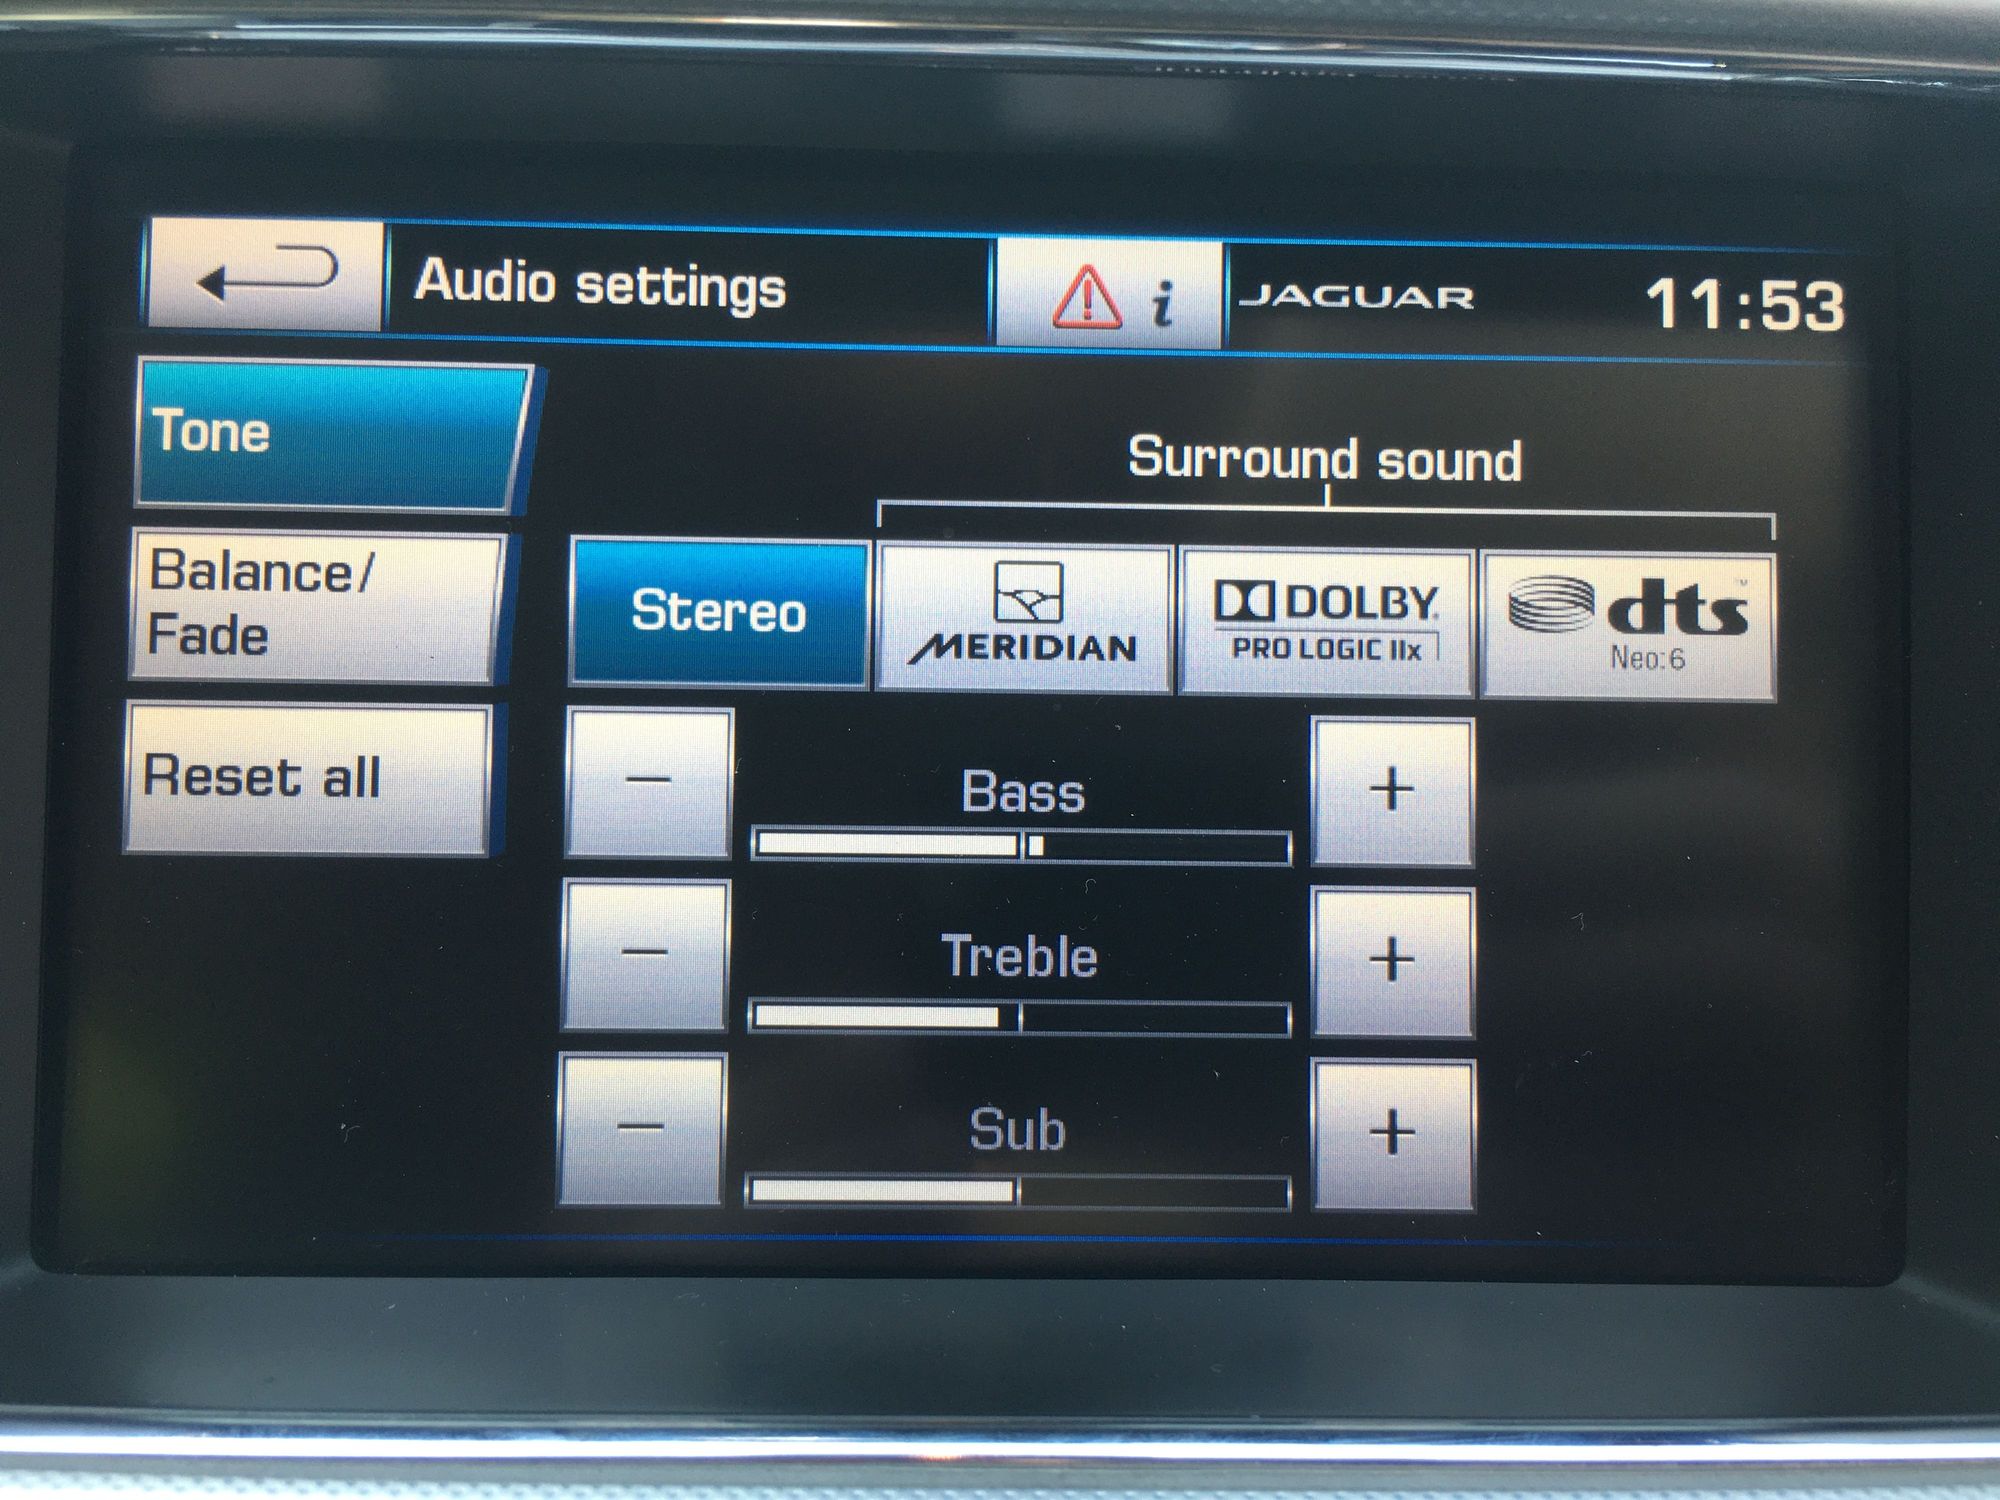 Audio settings
i
JAGUAR
11:53
Tone
Balance/
Fade
Reset all
Surround sound
Stereo
MERIDIAN
DOLBY
PRO LOGIC IIx
dts™
Neo:6
−
Bass
+
−
Treble
+
−
Sub
+